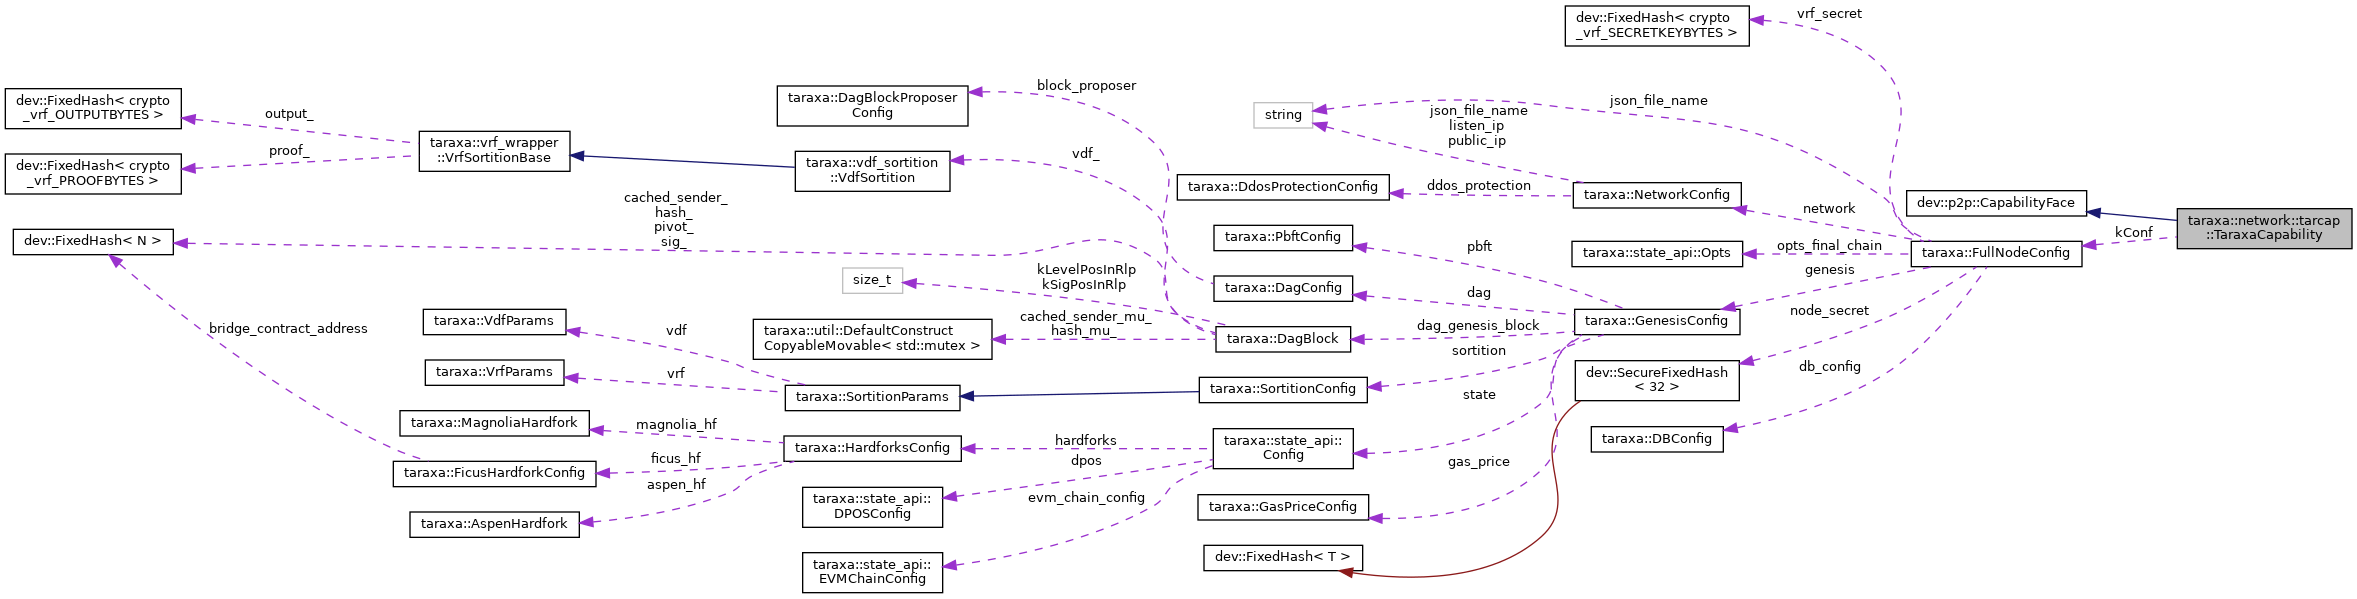 dev::FixedHash< crypto
_vrf_SECRETKEYBYTES >
vrf_secret
block_proposer
taraxa::DagBlockProposer
Config
dev::FixedHash< crypto
_vrf_OUTPUTBYTES >
output_
string
json_file_name
json_file_name
listen_ip
public_ip
taraxa::vrf_wrapper
::VrfSortitionBase
proof_
dev::FixedHash< crypto
_vrf_PROOFBYTES >
taraxa::vdf_sortition
::VdfSortition
vdf_
taraxa::DdosProtectionConfig
ddos_protection
taraxa::NetworkConfig
network
dev::p2p::CapabilityFace
taraxa::network::tarcap
::TaraxaCapability
kConf
cached_sender_
hash_
pivot_
sig_
dev::FixedHash< N >
taraxa::PbftConfig
pbft
taraxa::state_api::Opts
opts_final_chain
taraxa::FullNodeConfig
genesis
size_t
kLevelPosInRlp
kSigPosInRlp
taraxa::DagConfig
dag
taraxa::GenesisConfig
node_secret
bridge_contract_address
taraxa::VdfParams
vdf
taraxa::util::DefaultConstruct
CopyableMovable< std::mutex >
cached_sender_mu_
hash_mu_
taraxa::DagBlock
dag_genesis_block
sortition
taraxa::VrfParams
vrf
taraxa::SortitionParams
taraxa::SortitionConfig
state
dev::SecureFixedHash
< 32 >
db_config
taraxa::MagnoliaHardfork
magnolia_hf
taraxa::HardforksConfig
hardforks
taraxa::state_api::
Config
taraxa::DBConfig
taraxa::FicusHardforkConfig
ficus_hf
dpos
gas_price
aspen_hf
taraxa::AspenHardfork
taraxa::state_api::
DPOSConfig
evm_chain_config
taraxa::GasPriceConfig
taraxa::state_api::
EVMChainConfig
dev::FixedHash< T >